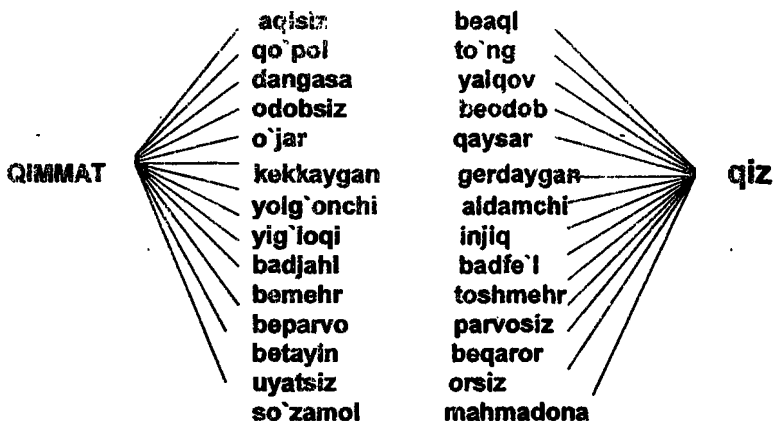 aqlsiz beaql
qo`pol to`ng
dangasa yalqov
odobsiz beodob
o`jar qaysar
QIMMAT kekkaygan gerdaygan qiz
yolg`onchi aldamchi
yig`loqi injiq
badjahl badfe`l
bemehr toshmehr
beparvo parvosiz
betayin beqaror
uyatsiz orsiz
so`zamol mahmadona